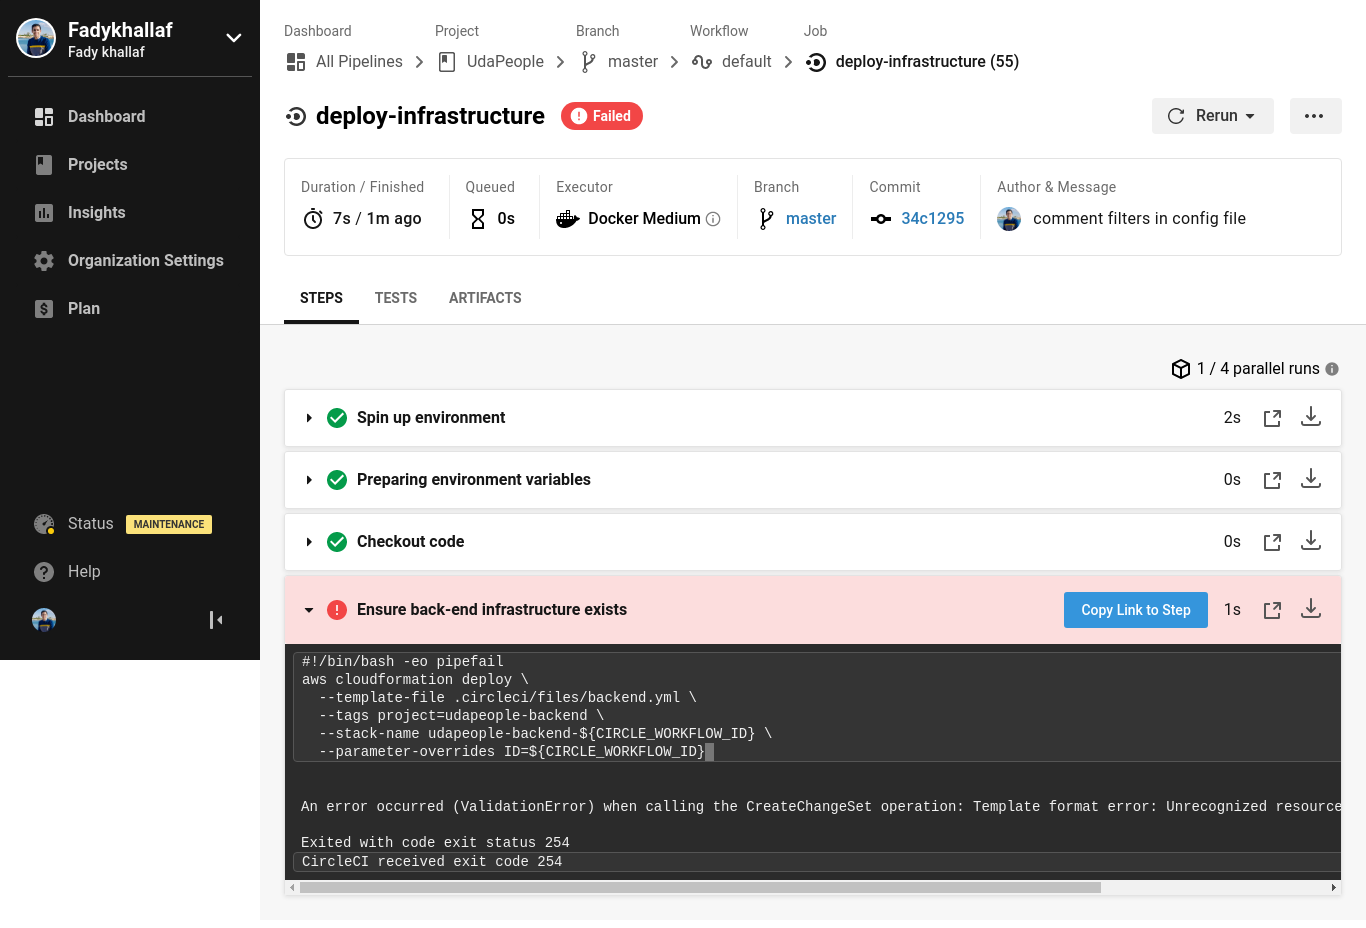 Fadykhallaf
Fady khallaf
Dashboard
Projects
Insights
Organization Settings
Plan
Status MAINTENANCE
Help
Dashboard Project Branch Workflow Job
All Pipelines UdaPeople master default deploy-infrastructure (55)
deploy-infrastructure Failed Rerun
Duration / Finished Queued Executor Branch Commit Author & Message
7s / 1m ago 0s Docker Medium master 34c1295 comment filters in config file
STEPS TESTS ARTIFACTS
1 / 4 parallel runs
Spin up environment 2s
Preparing environment variables 0s
Checkout code 0s
Ensure back-end infrastructure exists Copy Link to Step 1s
#!/bin/bash -eo pipefail
aws cloudformation deploy \
--template-file .circleci/files/backend.yml \
--tags project=udapeople-backend \
--stack-name udapeople-backend-${CIRCLE_WORKFLOW_ID} \
--parameter-overrides ID=${CIRCLE_WORKFLOW_ID}
An error occurred (ValidationError) when calling the CreateChangeSet operation: Template format error: Unrecognized resource
Exited with code exit status 254
CircleCI received exit code 254